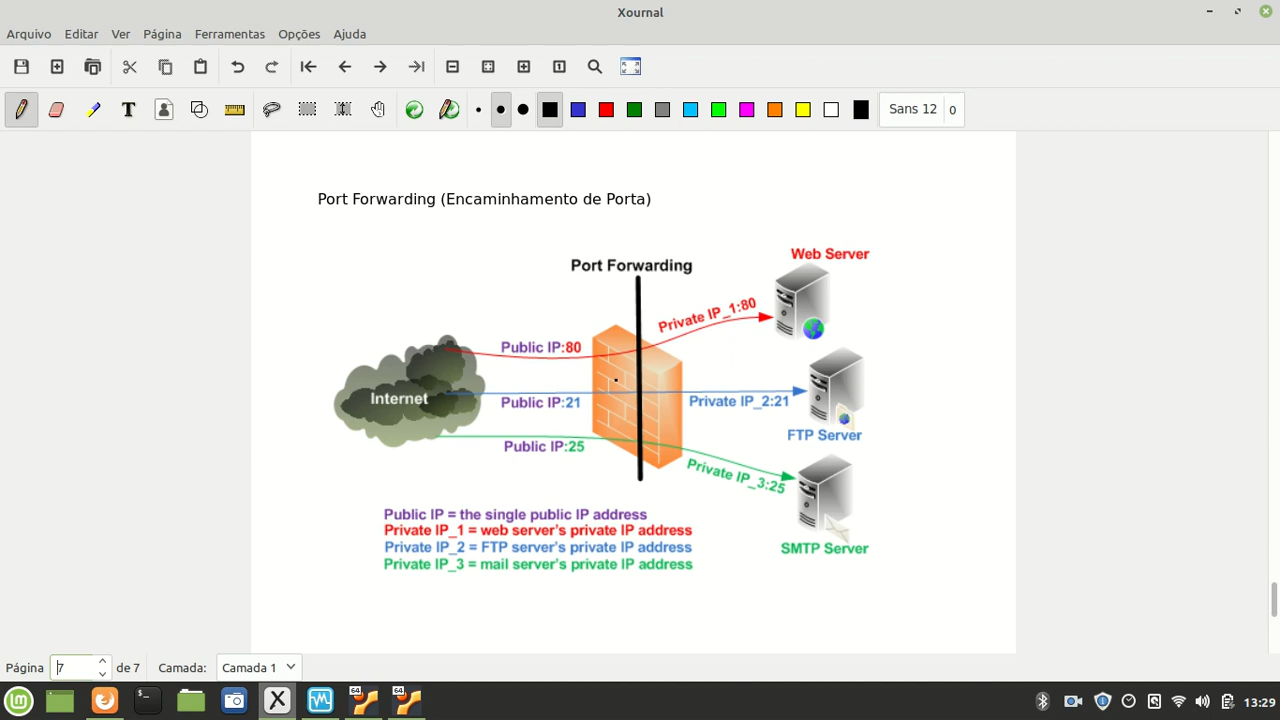 Xournal
Arquivo Editar Ver Página Ferramentas Opções Ajuda
T Sans 12 0
Port Forwarding (Encaminhamento de Porta)
Port Forwarding
Web Server
Private IP_1:80
Public IP:80
Internet
Public IP:21
Private IP_2:21
FTP Server
Public IP:25
Private IP_3:25
SMTP Server
Public IP = the single public IP address
Private IP_1 = web server's private IP address
Private IP_2 = FTP server's private IP address
Private IP_3 = mail server's private IP address
Página 7 de 7 Camada: Camada 1
64 64
13:29